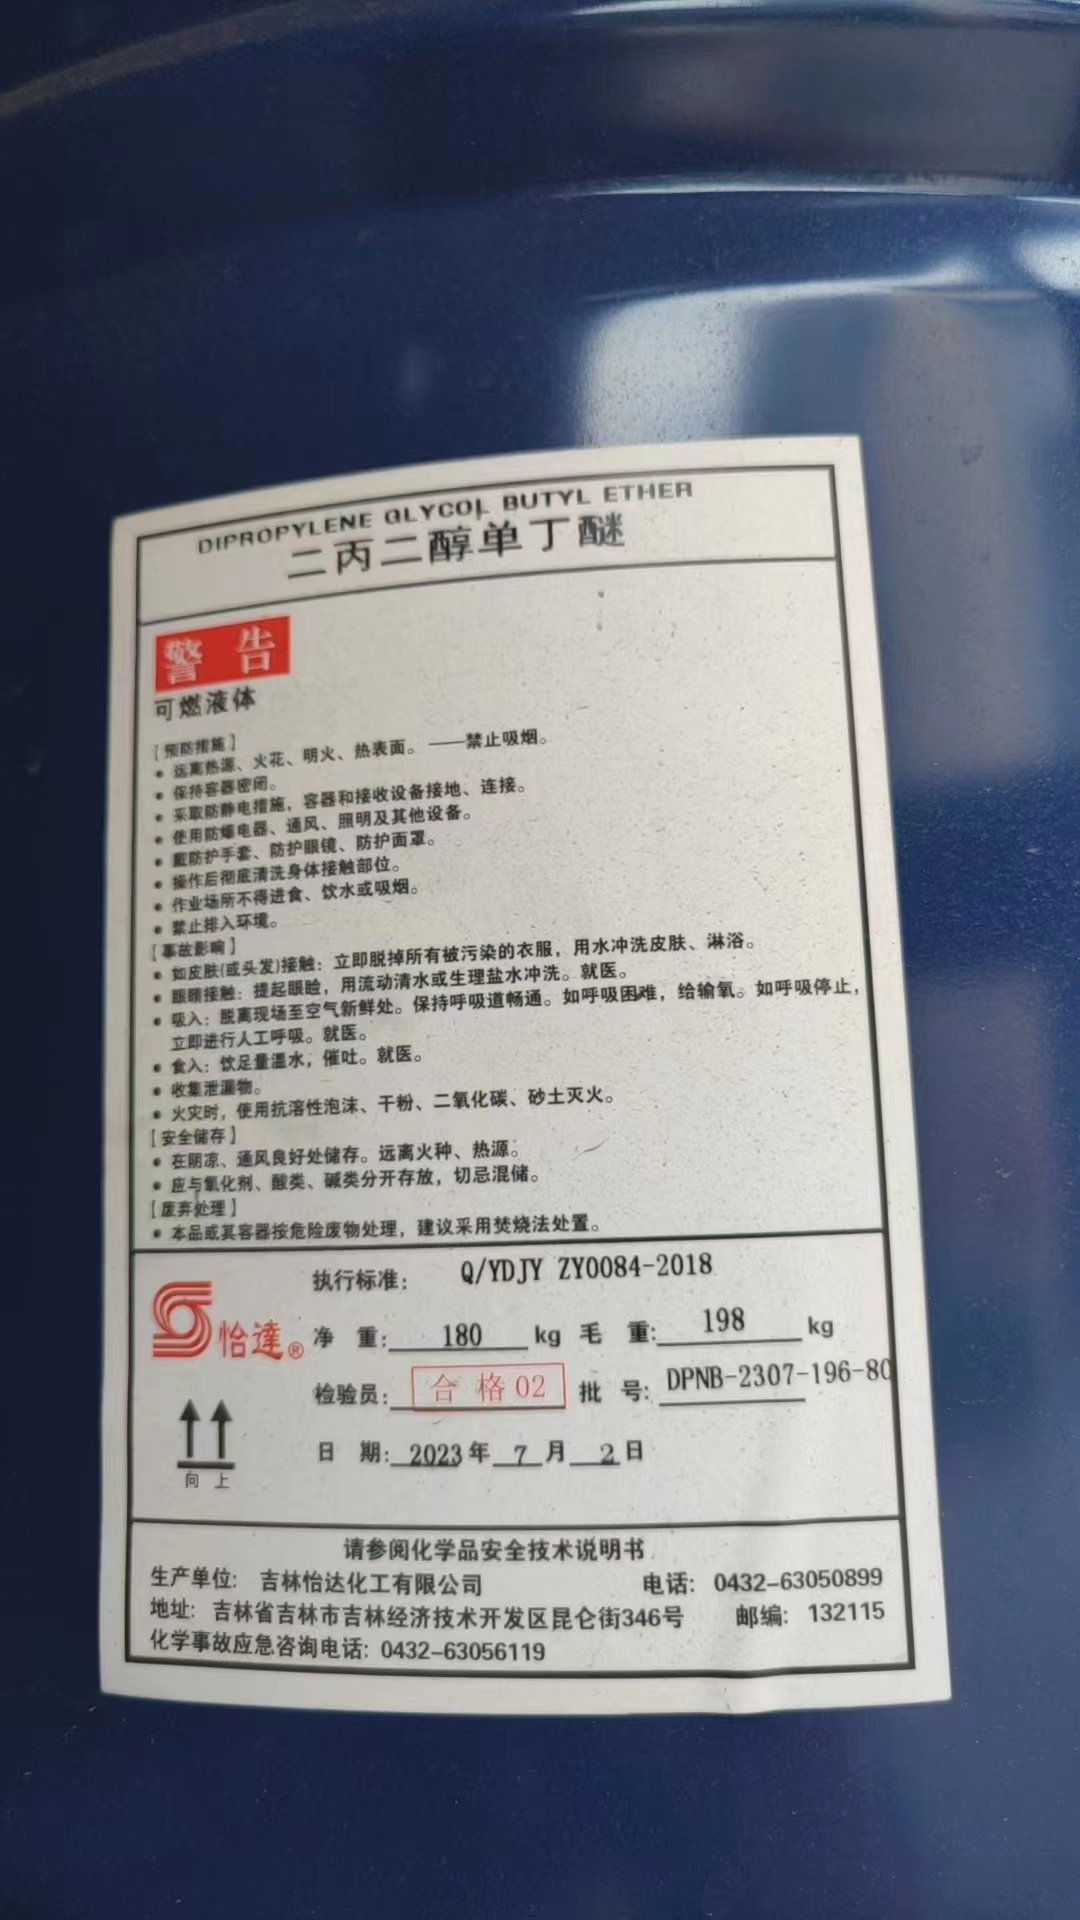 DIPROPYLENE GLYCOL BUTYL ETHER
二丙二醇单丁醚
警 告
可燃液体
[预防措施]
• 远离热源、火花、明火、热表面。——禁止吸烟。
• 保持容器密闭。
• 采取防静电措施，容器和接收设备接地、连接。
• 使用防爆电器、通风、照明及其他设备。
• 戴防护手套、防护眼镜、防护面罩。
• 操作后彻底清洗身体接触部位。
• 作业场所不得进食、饮水或吸烟。
• 禁止排入环境。
[事故影响]
• 如皮肤(或头发)接触：立即脱掉所有被污染的衣服，用水冲洗皮肤、淋浴。
• 眼睛接触：提起眼睑，用流动清水或生理盐水冲洗。就医。
• 吸入：脱离现场至空气新鲜处。保持呼吸道畅通。如呼吸困难，给输氧。如呼吸停止，
立即进行人工呼吸。就医。
• 食入：饮足量温水，催吐。就医。
• 收集泄漏物。
• 火灾时，使用抗溶性泡沫、干粉、二氧化碳、砂土灭火。
[安全储存]
• 在阴凉、通风良好处储存。远离火种、热源。
• 应与氧化剂、酸类、碱类分开存放，切忌混储。
[废弃处理]
• 本品或其容器按危险废物处理，建议采用焚烧法处置。
执行标准： Q/YDJY ZY0084-2018
怡達® 净 重: 180 kg 毛 重: 198 kg
检验员: 合 格 02 批 号: DPNB-2307-196-80
日 期: 2023 年 7 月 2 日
向 上
请参阅化学品安全技术说明书
生产单位: 吉林怡达化工有限公司 电话: 0432-63050899
地址: 吉林省吉林市吉林经济技术开发区昆仑街346号 邮编: 132115
化学事故应急咨询电话: 0432-63056119